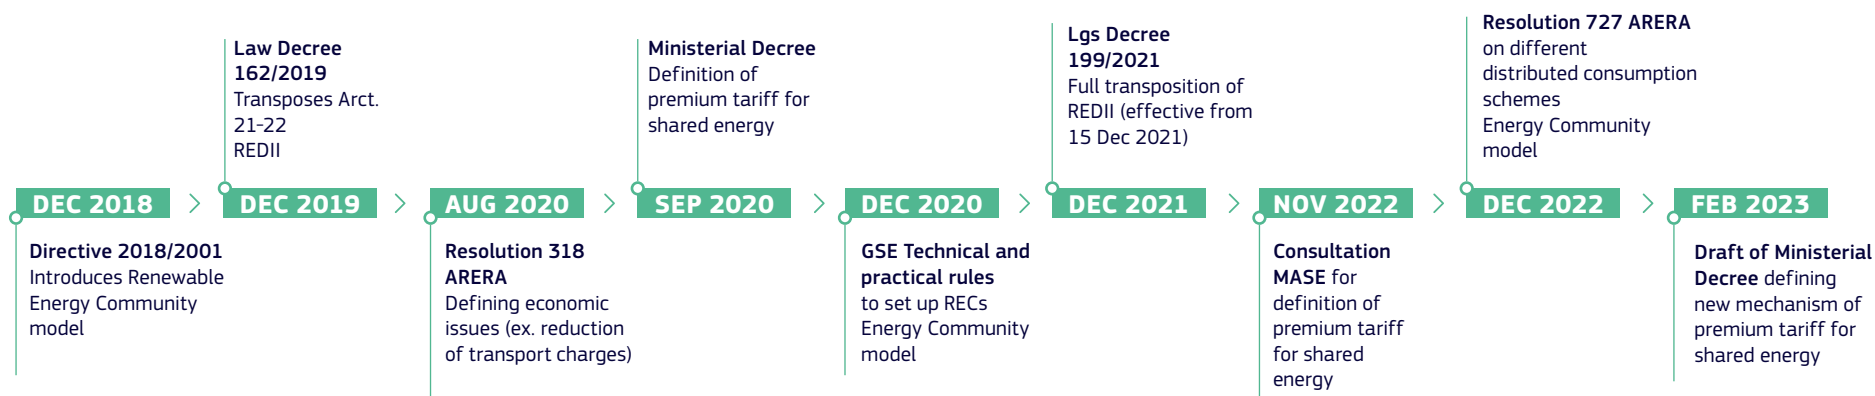 DEC 2018
Directive 2018/2001
Introduces Renewable
Energy Community
model
Law Decree
162/2019
Transposes Arct.
21-22
REDII
DEC 2019
AUG 2020
Resolution 318
ARERA
Defining economic
issues (ex. reduction
of transport charges)
Ministerial Decree
Definition of
premium tariff for
shared energy
SEP 2020
DEC 2020
GSE Technical and
practical rules
to set up RECs
Energy Community
model
Lgs Decree
199/2021
Full transposition of
REDII (effective from
15 Dec 2021)
DEC 2021
NOV 2022
Consultation
MASE for
definition of
premium tariff
for shared
energy
Resolution 727 ARERA
on different
distributed consumption
schemes
Energy Community
model
DEC 2022
FEB 2023
Draft of Ministerial
Decree defining
new mechanism of
premium tariff for
shared energy